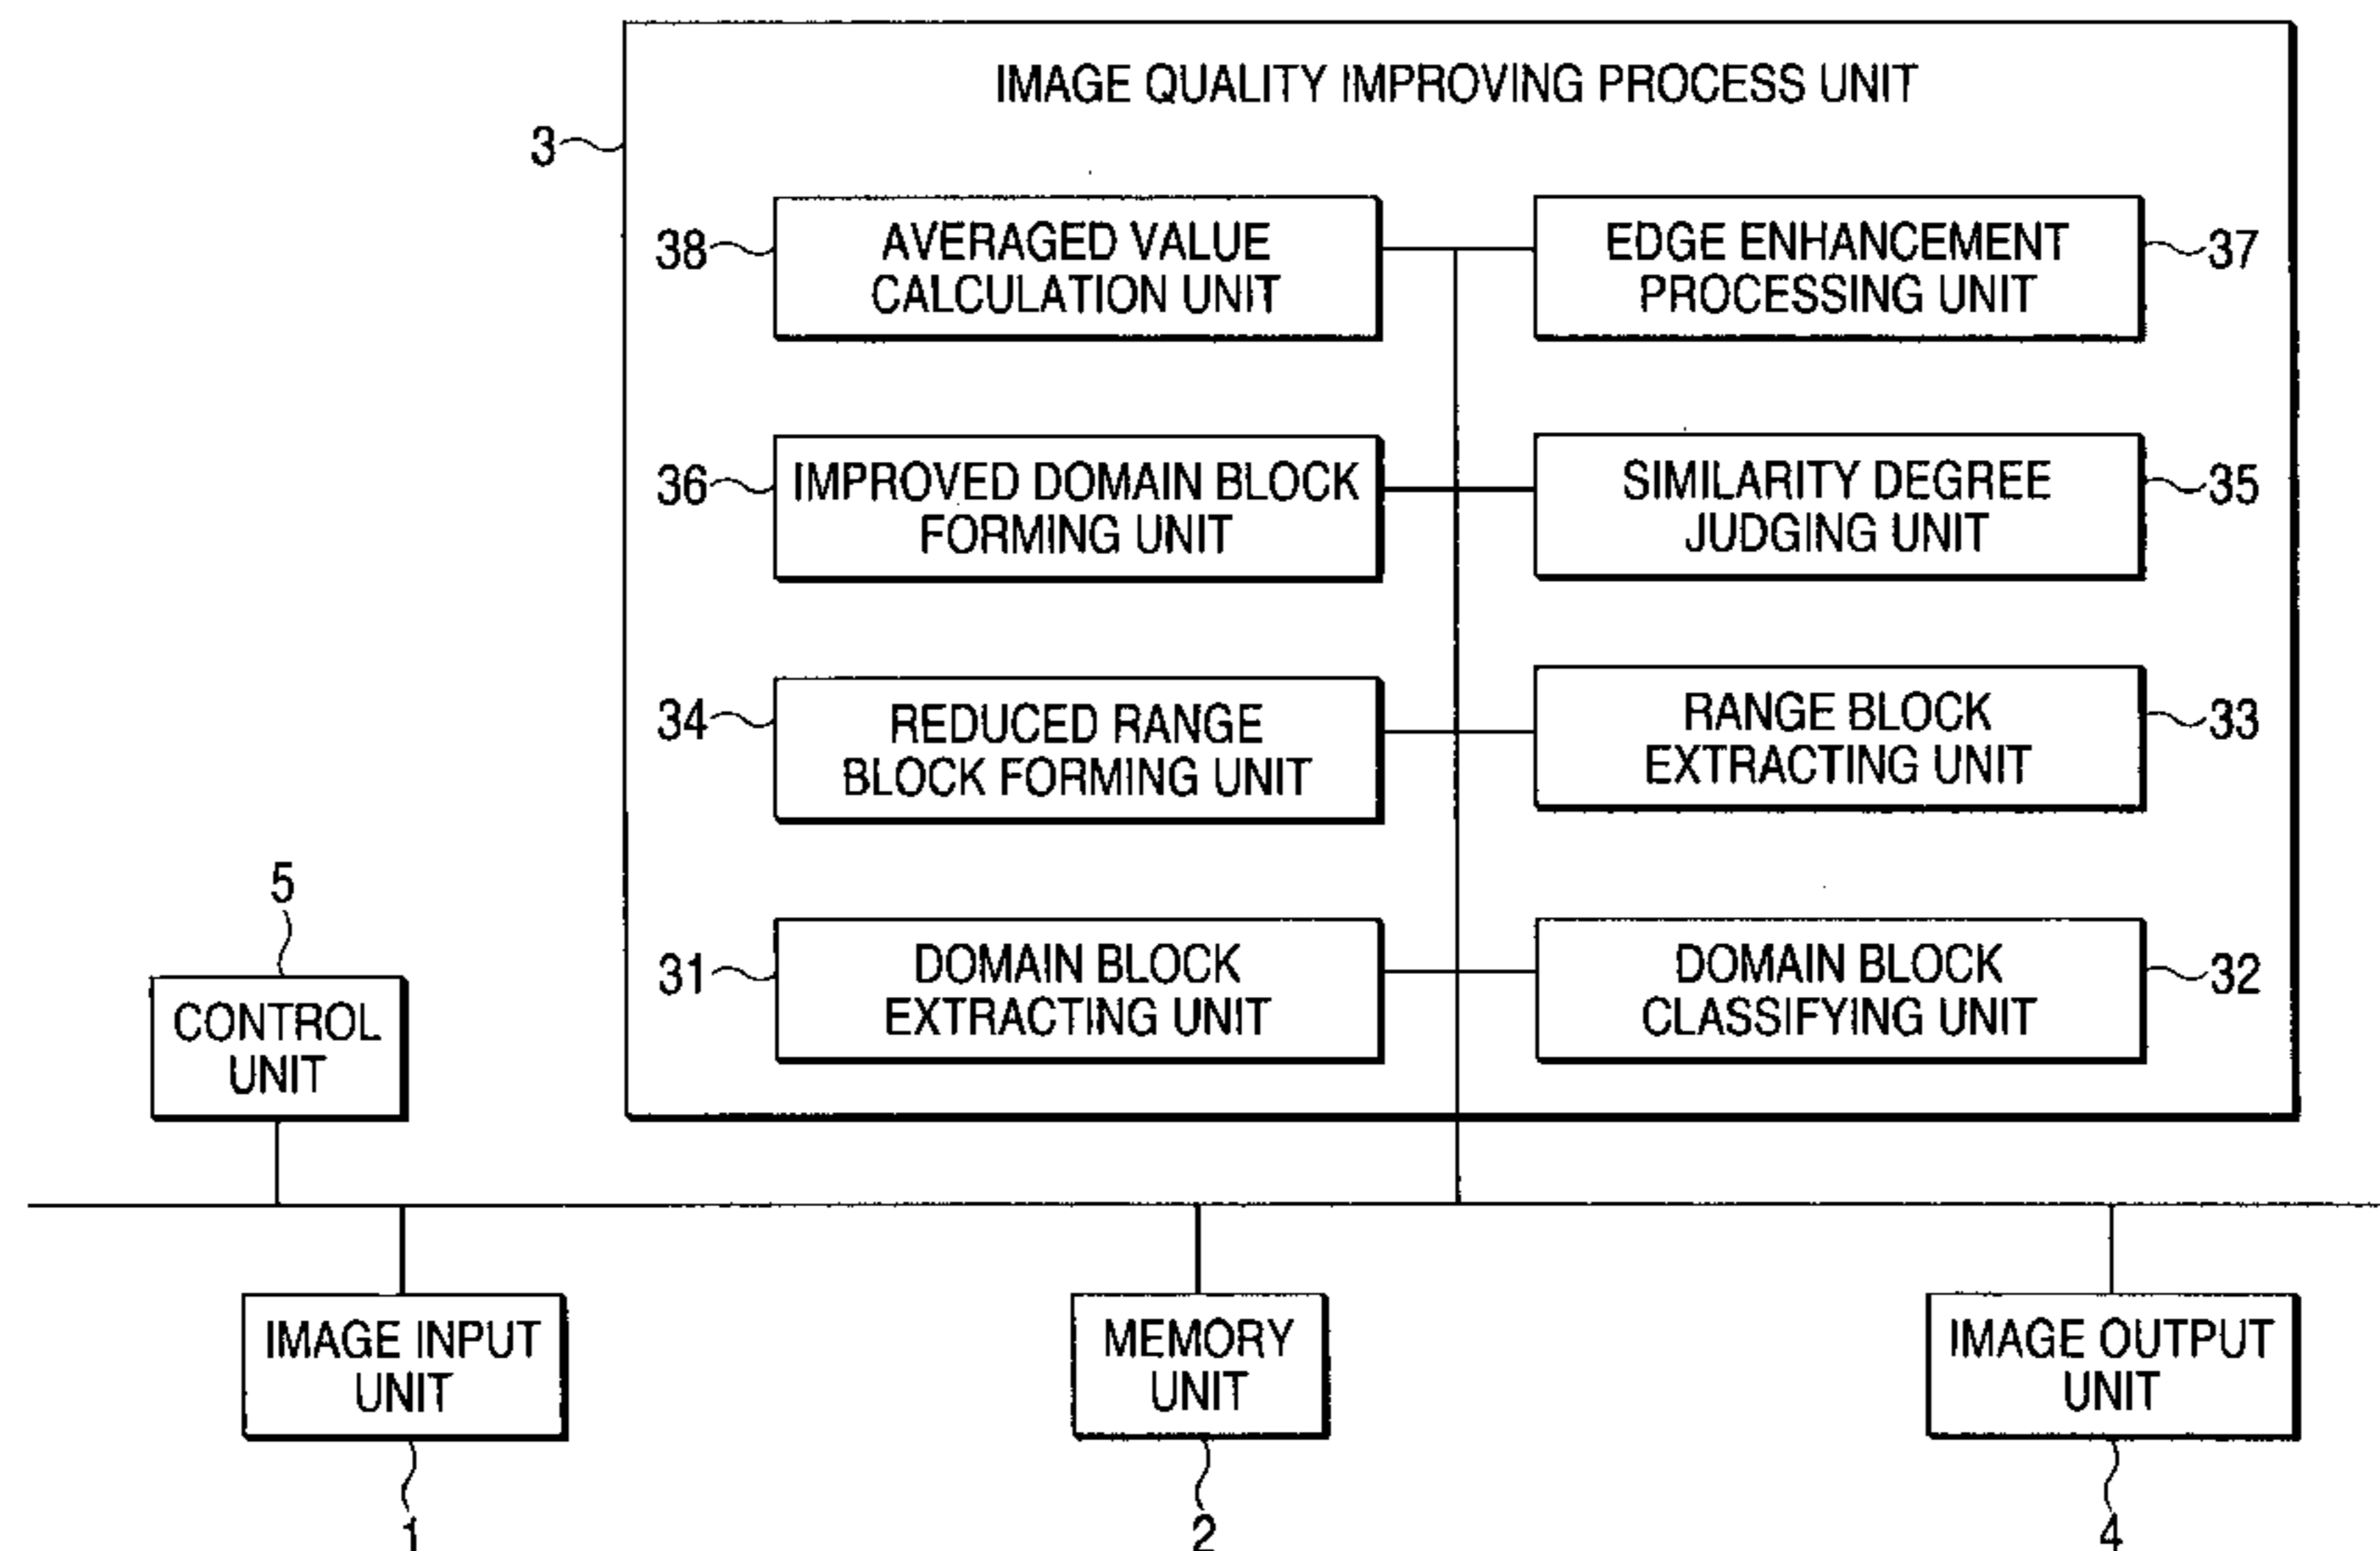 IMAGE QUALITY IMPROVING PROCESS UNIT
3
38
AVERAGED VALUE
CALCULATION UNIT
EDGE ENHANCEMENT
PROCESSING UNIT
37
36
IMPROVED DOMAIN BLOCK
FORMING UNIT
SIMILARITY DEGREE
JUDGING UNIT
35
34
REDUCED RANGE
BLOCK FORMING UNIT
RANGE BLOCK
EXTRACTING UNIT
33
31
DOMAIN BLOCK
EXTRACTING UNIT
DOMAIN BLOCK
CLASSIFYING UNIT
32
5
CONTROL
UNIT
IMAGE INPUT
UNIT
1
MEMORY
UNIT
2
IMAGE OUTPUT
UNIT
4